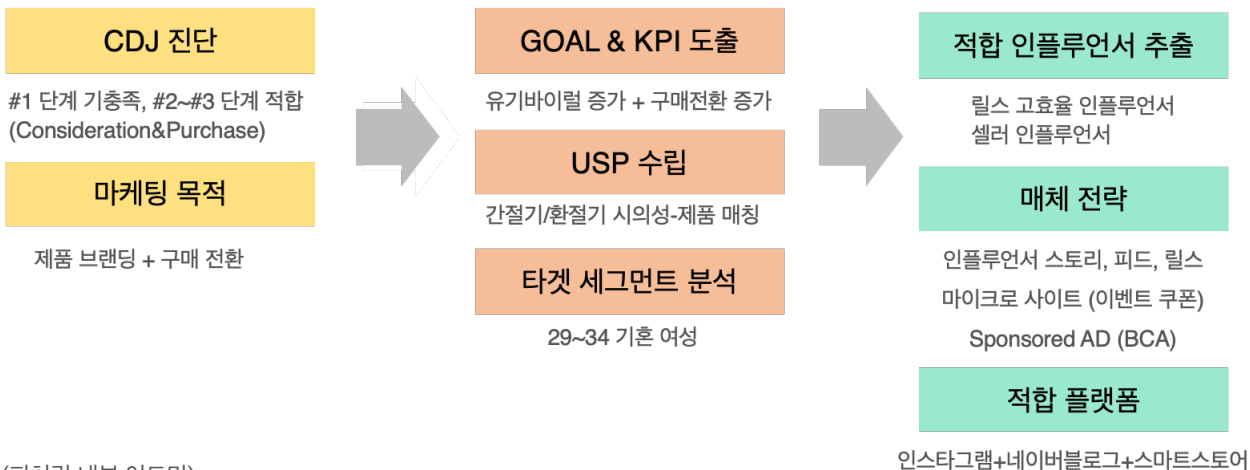 CDJ 진단
#1 단계 기충족, #2~#3 단계 적합
(Consideration&Purchase)
마케팅 목적
제품 브랜딩 + 구매 전환
GOAL & KPI 도출
유기바이럴 증가 + 구매전환 증가
USP 수립
간절기/환절기 시의성-제품 매칭
타겟 세그먼트 분석
29~34 기혼 여성
적합 인플루언서 추출
릴스 고효율 인플루언서
셀러 인플루언서
매체 전략
인플루언서 스토리, 피드, 릴스
마이크로 사이트 (이벤트 쿠폰)
Sponsored AD (BCA)
적합 플랫폼
인스타그램+네이버블로그+스마트스토어